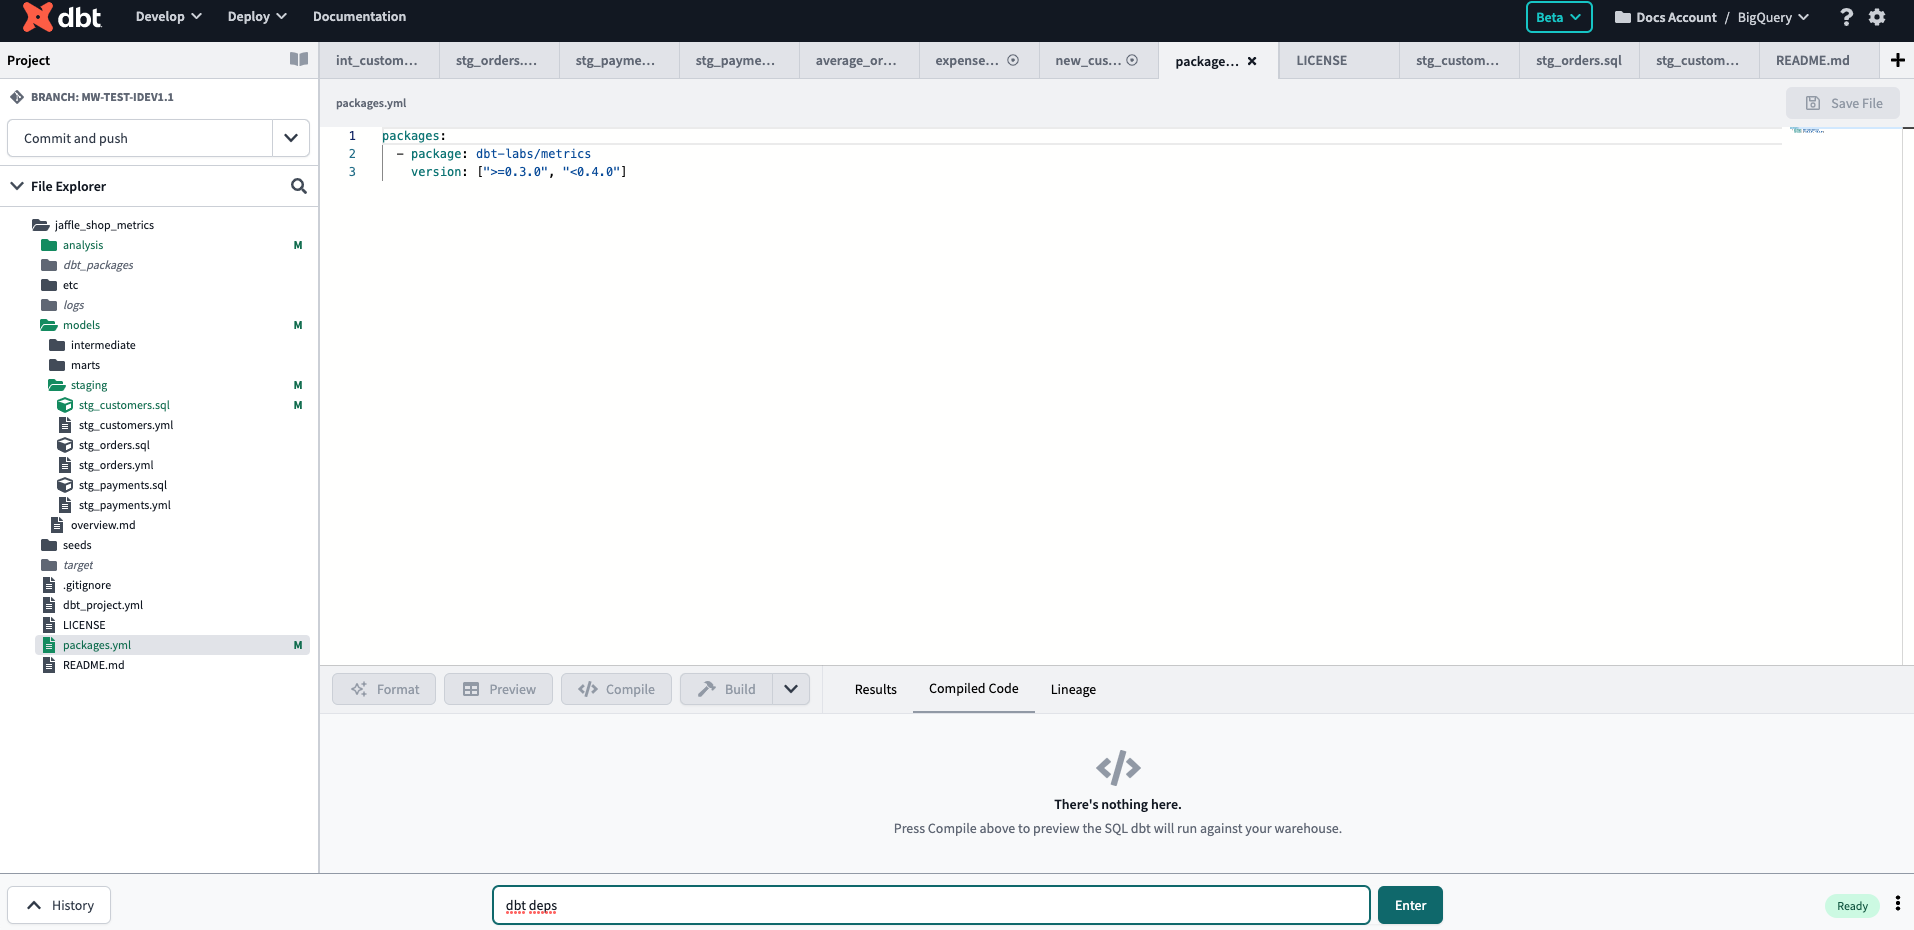 dbt
Develop
Deploy
Documentation
Beta
Docs Account / BigQuery
?
Project
int_custom...
stg_orders....
stg_payme...
stg_payme...
average_or...
expense...
new_cus...
package...
LICENSE
stg_custom...
stg_orders.sql
stg_custom...
README.md
BRANCH: MW-TEST-IDEV1.1
Commit and push
File Explorer
jaffle_shop_metrics
analysis M
dbt_packages
etc
logs
models M
intermediate
marts
staging M
stg_customers.sql M
stg_customers.yml
stg_orders.sql
stg_orders.yml
stg_payments.sql
stg_payments.yml
overview.md
seeds
target
.gitignore
dbt_project.yml
LICENSE
packages.yml M
README.md
packages.yml
Save File
1 packages:
2 - package: dbt-labs/metrics
3 version: [">=0.3.0", "<0.4.0"]
Format
Preview
</> Compile
Build
Results
Compiled Code
Lineage
</>
There's nothing here.
Press Compile above to preview the SQL dbt will run against your warehouse.
History
dbt deps
Enter
Ready